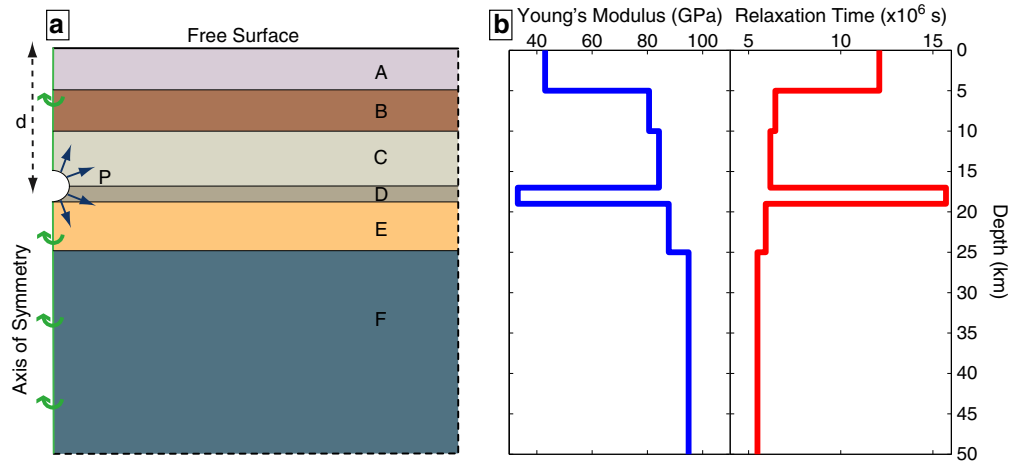 a
Free Surface
A
B
C
D
E
F
d
P
Axis of Symmetry
b
Young's Modulus (GPa)
Relaxation Time (x10⁶ s)
40 60 80 100
5 10 15
0
5
10
15
20
25
30
35
40
45
50
Depth (km)